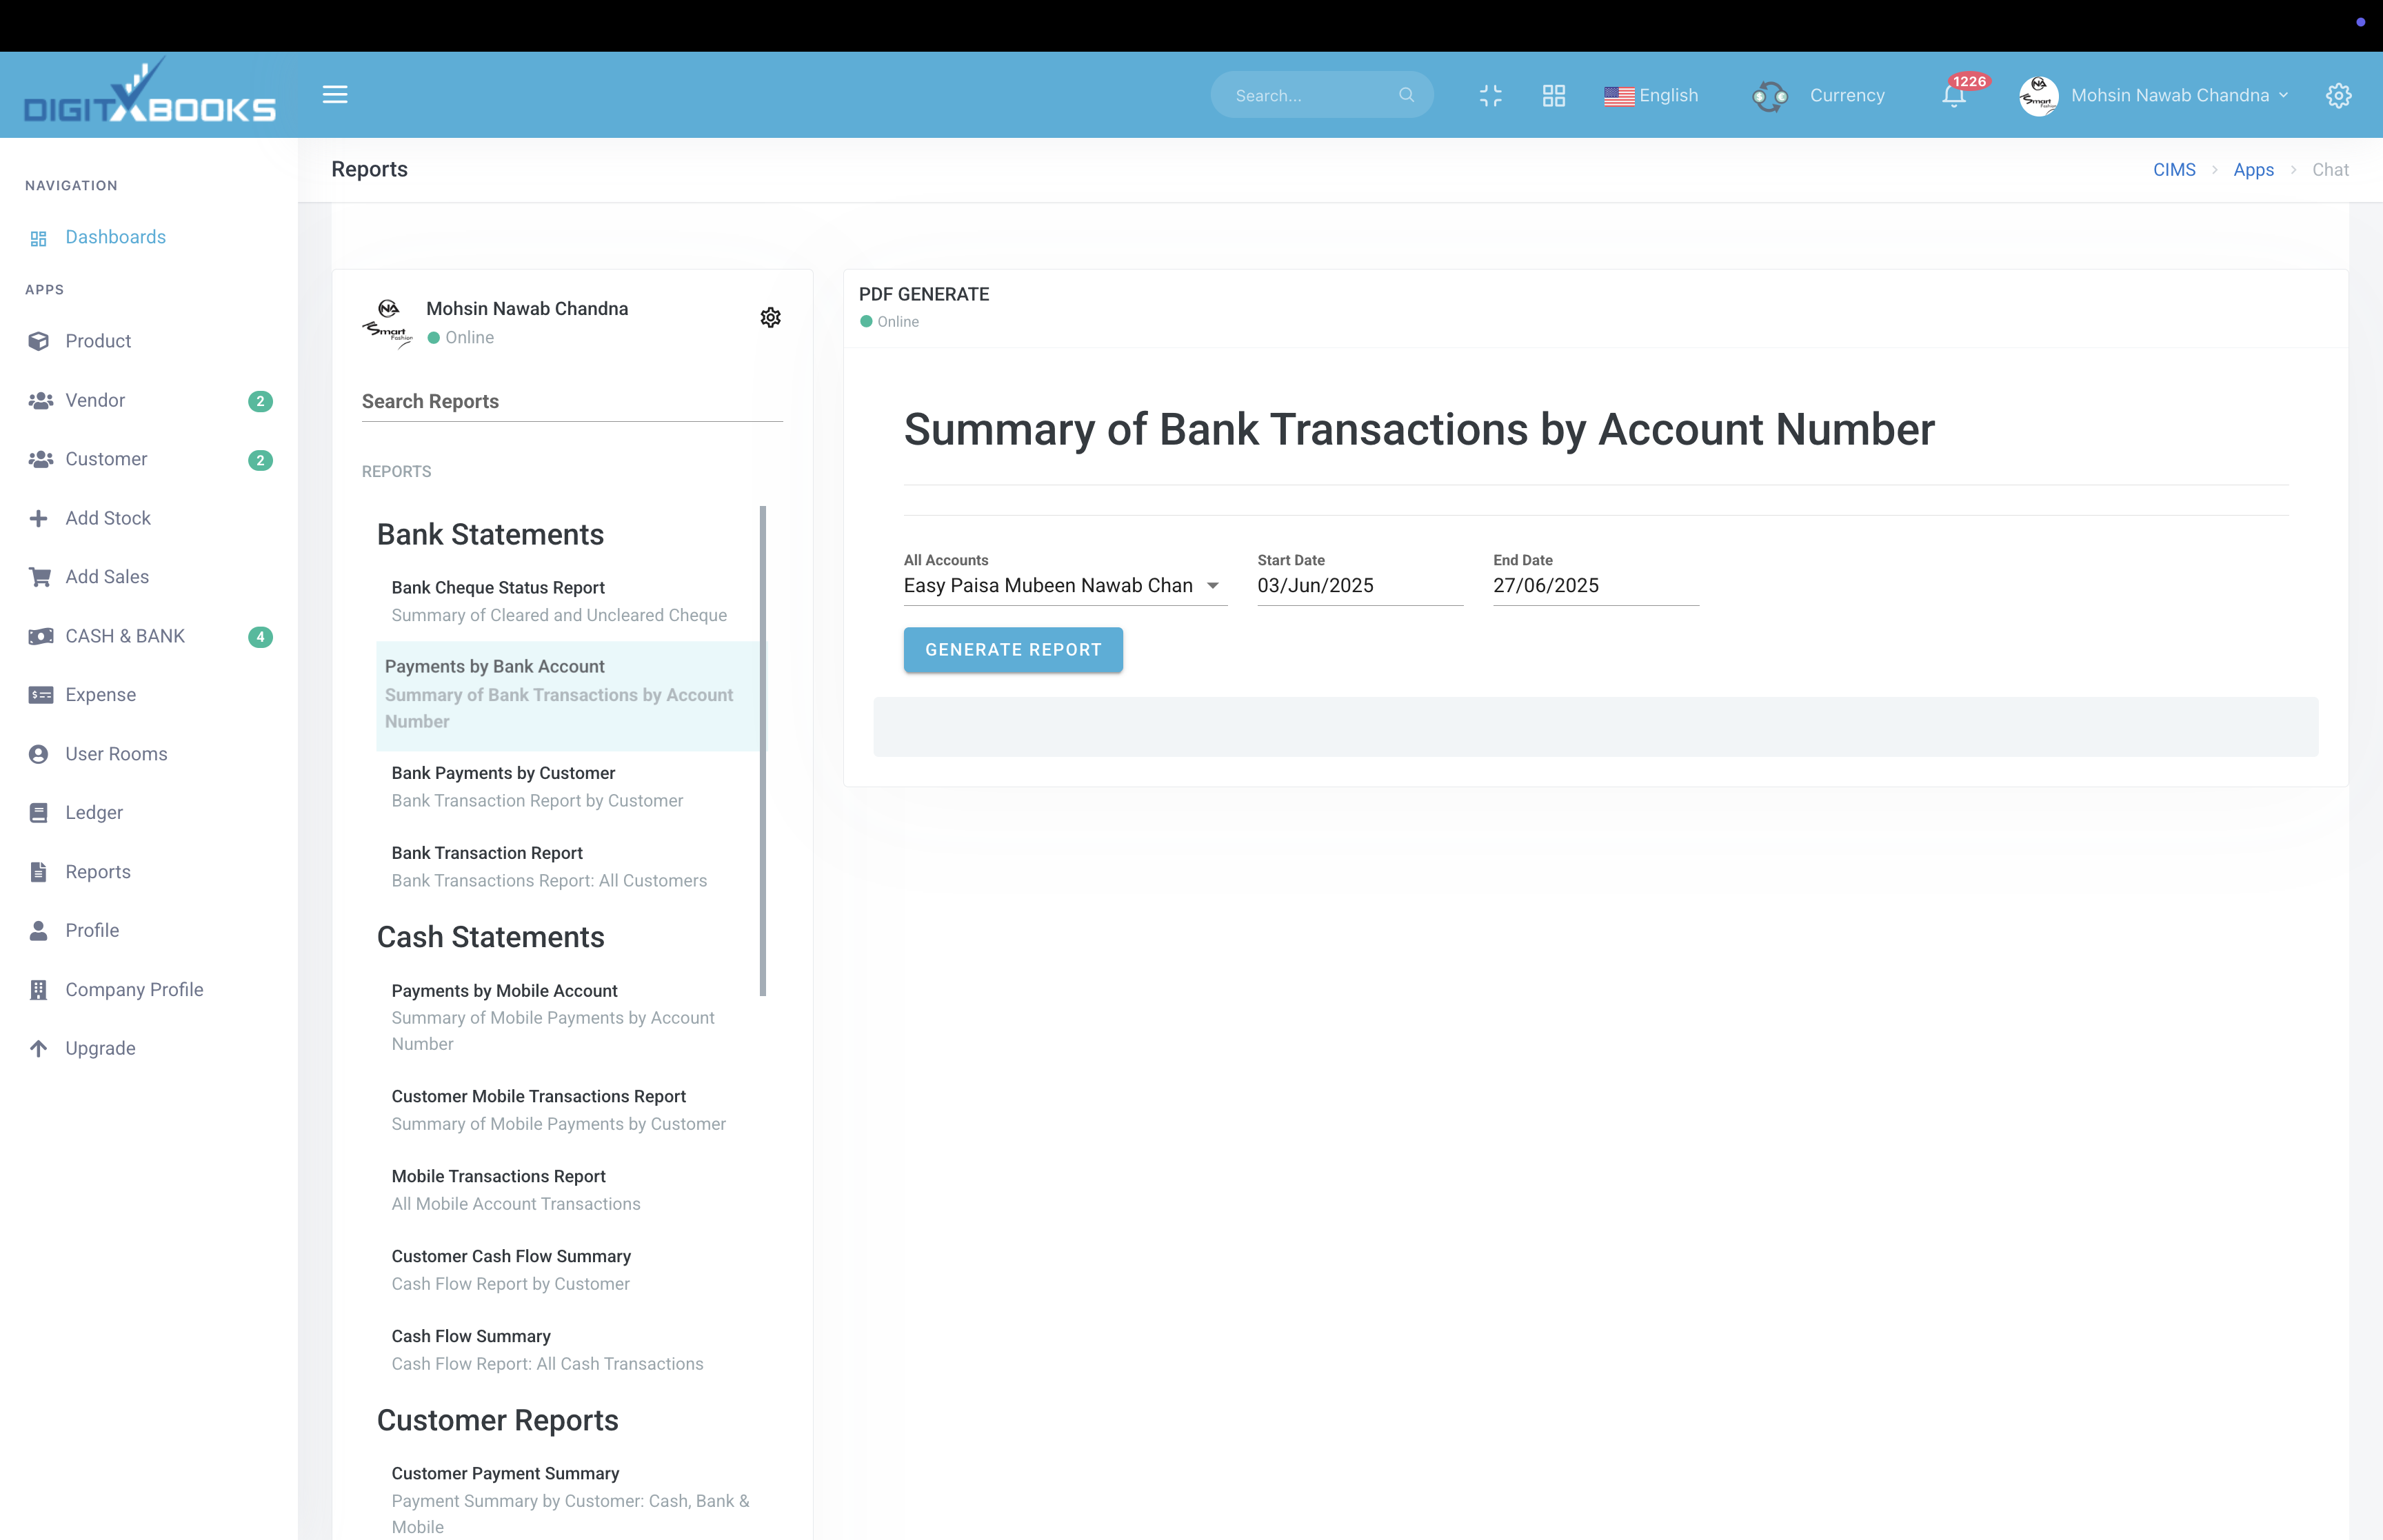 DIGITXBOOKS
Search...
English
Currency
1226
Mohsin Nawab Chandna
NAVIGATION
Dashboards
APPS
Product
Vendor
2
Customer
2
Add Stock
Add Sales
CASH & BANK
4
Expense
User Rooms
Ledger
Reports
Profile
Company Profile
Upgrade
Reports
CIMS
Apps
Chat
NA
Smart
Fashion
Mohsin Nawab Chandna
Online
Search Reports
REPORTS
Bank Statements
Bank Cheque Status Report
Summary of Cleared and Uncleared Cheque
Payments by Bank Account
Summary of Bank Transactions by Account
Number
Bank Payments by Customer
Bank Transaction Report by Customer
Bank Transaction Report
Bank Transactions Report: All Customers
Cash Statements
Payments by Mobile Account
Summary of Mobile Payments by Account
Number
Customer Mobile Transactions Report
Summary of Mobile Payments by Customer
Mobile Transactions Report
All Mobile Account Transactions
Customer Cash Flow Summary
Cash Flow Report by Customer
Cash Flow Summary
Cash Flow Report: All Cash Transactions
Customer Reports
Customer Payment Summary
Payment Summary by Customer: Cash, Bank &
Mobile
PDF GENERATE
Online
Summary of Bank Transactions by Account Number
All Accounts
Easy Paisa Mubeen Nawab Chan
Start Date
03/Jun/2025
End Date
27/06/2025
GENERATE REPORT